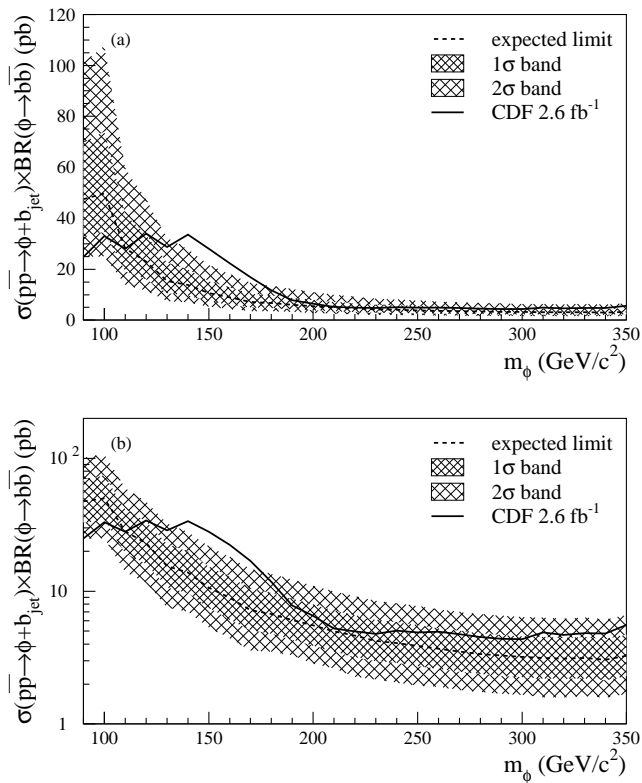 σ(pp̅→φ+b_jet)×BR(φ→bb̅) (pb)
120
100
80
60
40
20
0
(a)
expected limit
1σ band
2σ band
CDF 2.6 fb⁻¹
100 150 200 250 300 350
m_φ (GeV/c²)
σ(pp̅→φ+b_jet)×BR(φ→bb̅) (pb)
10²
10
1
(b)
expected limit
1σ band
2σ band
CDF 2.6 fb⁻¹
100 150 200 250 300 350
m_φ (GeV/c²)